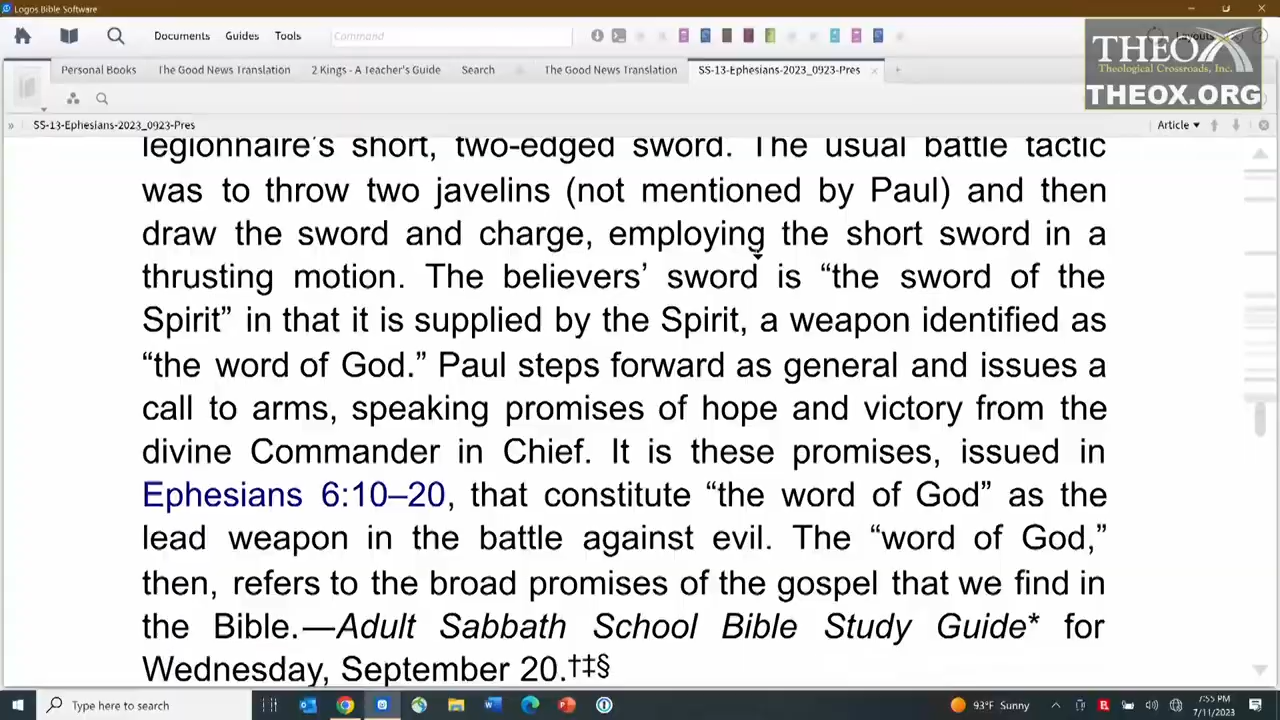 Logos Bible Software
Documents Guides Tools Command Layouts
THEOX
Theological Crossroads, Inc.
THEOX.ORG
Personal Books The Good News Translation 2 Kings - A Teacher's Guide The Good News Translation SS-13-Ephesians-2023_0923-Pres
SS-13-Ephesians-2023_0923-Pres Article
legionnaire’s short, two-edged sword. The usual battle tactic
was to throw two javelins (not mentioned by Paul) and then
draw the sword and charge, employing the short sword in a
thrusting motion. The believers’ sword is “the sword of the
Spirit” in that it is supplied by the Spirit, a weapon identified as
“the word of God.” Paul steps forward as general and issues a
call to arms, speaking promises of hope and victory from the
divine Commander in Chief. It is these promises, issued in
Ephesians 6:10–20, that constitute “the word of God” as the
lead weapon in the battle against evil. The “word of God,”
then, refers to the broad promises of the gospel that we find in
the Bible.—Adult Sabbath School Bible Study Guide* for
Wednesday, September 20.†‡§
Type here to search 93°F Sunny 7:55 PM
7/11/2023